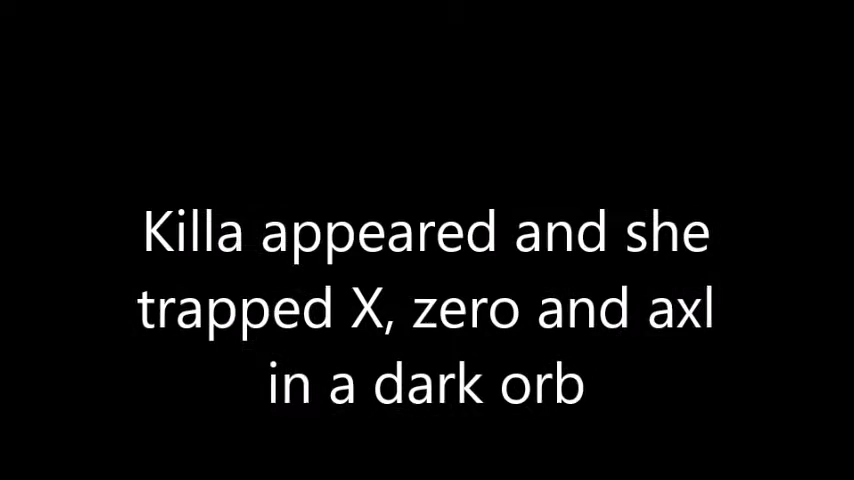 Killa appeared and she
trapped X, zero and axl
in a dark orb